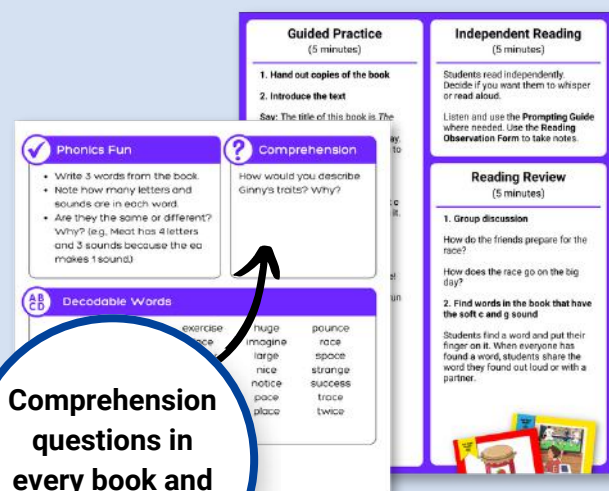 Guided Practice
(5 minutes)
1. Hand out copies of the book
2. Introduce the text
Say: The title of this book is The
Independent Reading
(5 minutes)
Students read independently.
Decide if you want them to whisper
or read aloud.
Listen and use the Prompting Guide
where needed. Use the Reading
Observation Form to take notes.
Reading Review
(5 minutes)
1. Group discussion
How do the friends prepare for the
race?
How does the race go on the big
day?
2. Find words in the book that have
the soft c and g sound
Students find a word and put their
finger on it. When everyone has
found a word, students share the
word they found out loud or with a
partner.
Phonics Fun
• Write 3 words from the book.
• Note how many letters and
sounds are in each word.
• Are they the same or different?
Why? (e.g. Meat has 4 letters
and 3 sounds because the ea
makes 1 sound.)
? Comprehension
How would you describe
Ginny's traits? Why?
AB
CD
Decodable Words
exercise huge pounce
imagine race
large space
nice strange
notice success
pace trace
place twice
Comprehension
questions in
every book and